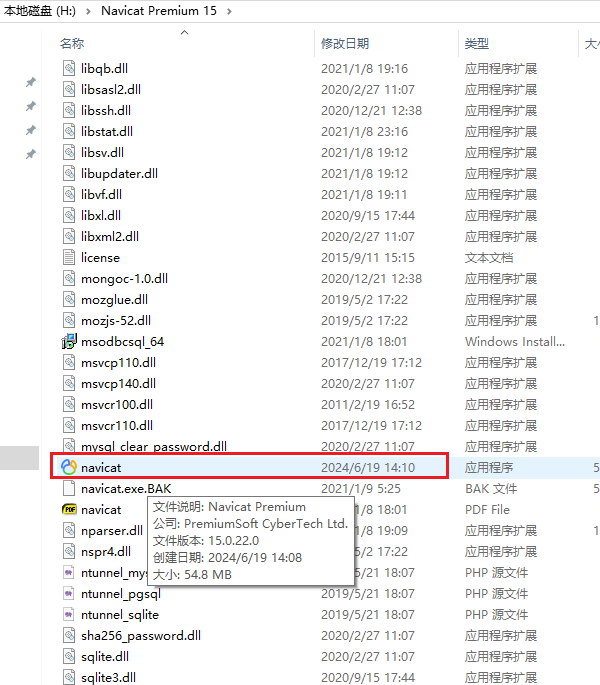 本地磁盘 (H:) > Navicat Premium 15 >
名称 修改日期 类型
libqb.dll 2021/1/8 19:16 应用程序扩展
libsasl2.dll 2020/2/27 11:07 应用程序扩展
libssh.dll 2020/12/21 12:38 应用程序扩展
libstat.dll 2021/1/8 23:16 应用程序扩展
libsv.dll 2021/1/8 19:12 应用程序扩展
libupdater.dll 2021/1/8 19:12 应用程序扩展
libvf.dll 2021/1/8 19:11 应用程序扩展
libxl.dll 2020/9/15 17:44 应用程序扩展
libxml2.dll 2020/2/27 11:07 应用程序扩展
license 2015/9/11 15:15 文本文档
mongoc-1.0.dll 2020/12/21 12:38 应用程序扩展
mozglue.dll 2019/5/2 17:22 应用程序扩展
mozjs-52.dll 2019/5/2 17:22 应用程序扩展 1
msodbcsql_64 2021/1/8 18:01 Windows Install...
msvcp110.dll 2017/12/19 17:12 应用程序扩展
msvcp140.dll 2020/2/27 11:07 应用程序扩展
msvcr100.dll 2011/2/19 16:52 应用程序扩展
msvcr110.dll 2017/12/19 17:12 应用程序扩展
mysql_clear_password.dll 2020/2/27 11:07 应用程序扩展
navicat 2024/6/19 14:10 应用程序 5
navicat.exe.BAK 2021/1/9 5:25 BAK 文件 5
navicat /1/8 18:01 PDF File
nparser.dll /1/8 19:09 应用程序扩展 1
nspr4.dll /5/2 17:22 应用程序扩展
ntunnel_mys /5/21 18:07 PHP 源文件
ntunnel_pgsql 2019/5/21 18:07 PHP 源文件
ntunnel_sqlite 2019/5/21 18:07 PHP 源文件
sha256_password.dll 2020/2/27 11:07 应用程序扩展
sqlite.dll 2020/2/27 11:07 应用程序扩展
sqlite3.dll 2020/9/15 17:44 应用程序扩展
文件说明: Navicat Premium
公司: PremiumSoft CyberTech Ltd.
文件版本: 15.0.22.0
创建日期: 2024/6/19 14:08
大小: 54.8 MB